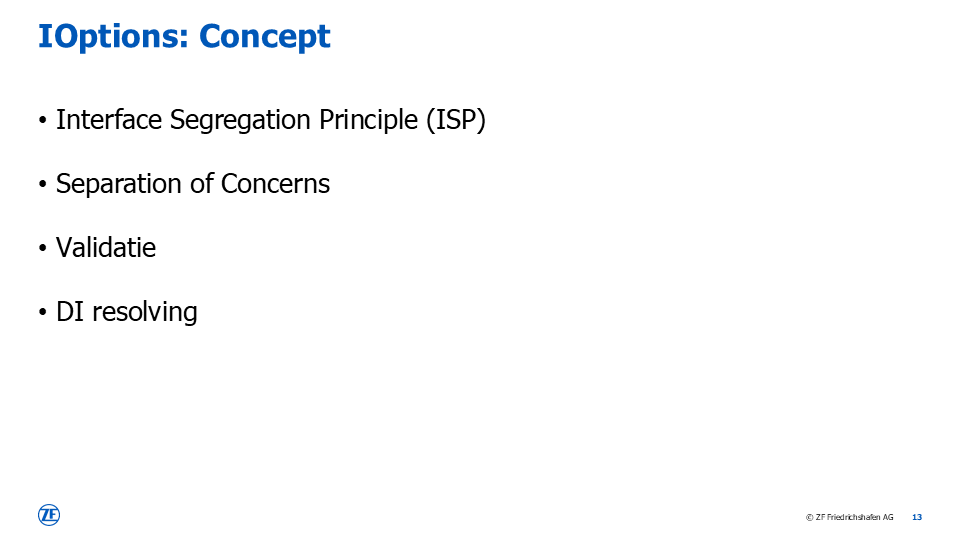 IOptions: Concept
• Interface Segregation Principle (ISP)
• Separation of Concerns
• Validatie
• DI resolving
ZF
© ZF Friedrichshafen AG 13